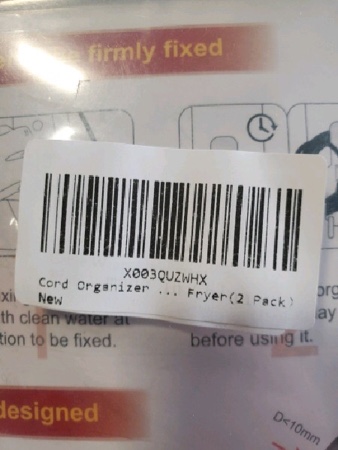 firmly fixed
X003QUZWHX
Cord Organizer ... Fryer(2 Pack)
New
th clean water at
tion to be fixed.
before using it.
designed
D<10mm